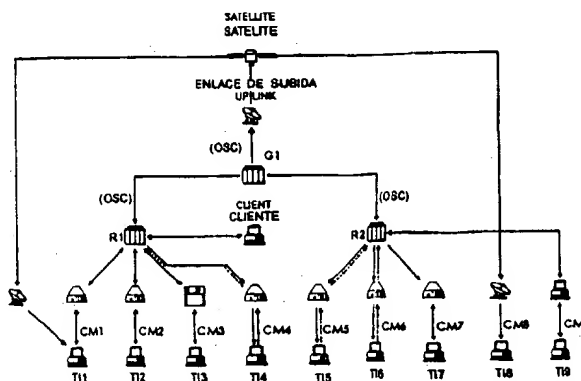 SATELLITE
SATELITE
ENLACE DE SUBIDA
UPLINK
(OSC)
G1
(OSC)
(OSC)
CLIENT
CLIENTE
R1
R2
CM1
CM2
CM3
CM4
CM5
CM6
CM7
CM8
CM
TI1
TI2
TI3
TI4
TI5
TI6
TI7
TI8
TI9